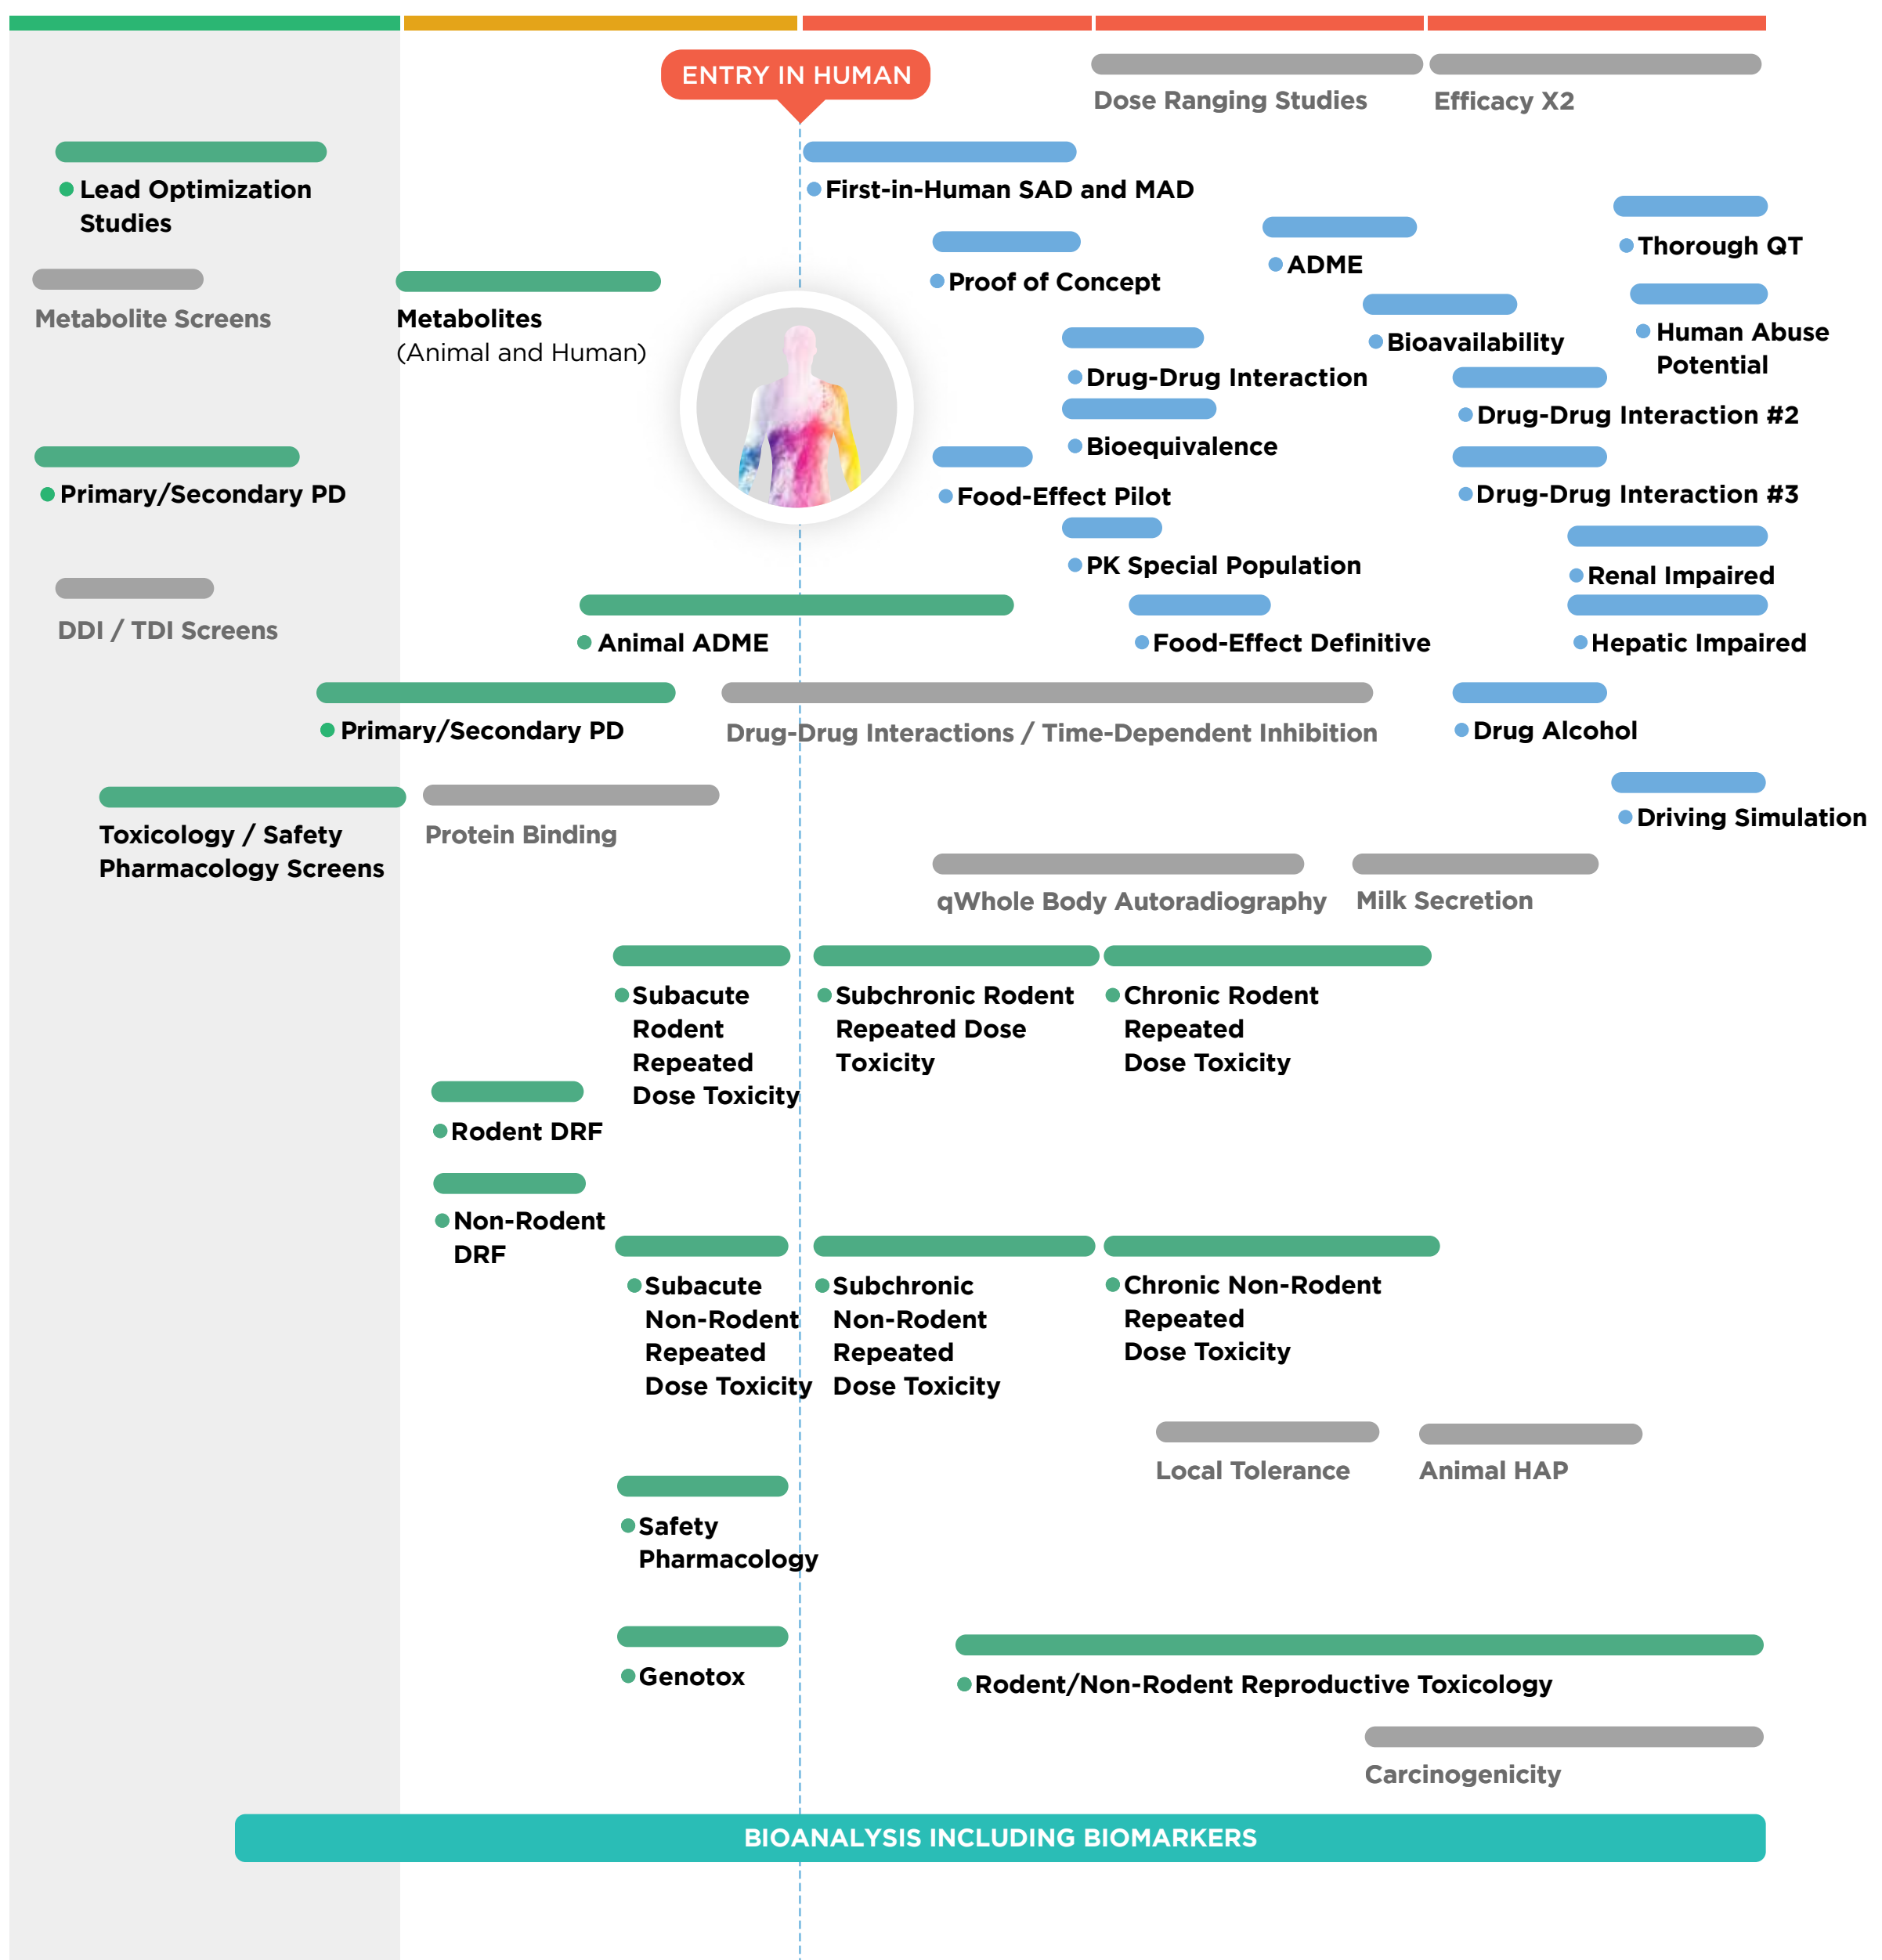 ENTRY IN HUMAN
Dose Ranging Studies
Efficacy X2
Lead Optimization
Studies
First-in-Human SAD and MAD
Thorough QT
ADME
Proof of Concept
Metabolite Screens
Metabolites
(Animal and Human)
Human Abuse
Potential
Bioavailability
Drug-Drug Interaction
Drug-Drug Interaction #2
Bioequivalence
Primary/Secondary PD
Food-Effect Pilot
Drug-Drug Interaction #3
PK Special Population
Renal Impaired
DDI / TDI Screens
Animal ADME
Food-Effect Definitive
Hepatic Impaired
Primary/Secondary PD
Drug-Drug Interactions / Time-Dependent Inhibition
Drug Alcohol
Toxicology / Safety
Pharmacology Screens
Protein Binding
Driving Simulation
qWhole Body Autoradiography
Milk Secretion
Subacute
Rodent
Repeated
Dose Toxicity
Subchronic Rodent
Repeated Dose
Toxicity
Chronic Rodent
Repeated
Dose Toxicity
Rodent DRF
Non-Rodent
DRF
Subacute
Non-Rodent
Repeated
Dose Toxicity
Subchronic
Non-Rodent
Repeated
Dose Toxicity
Chronic Non-Rodent
Repeated
Dose Toxicity
Local Tolerance
Animal HAP
Safety
Pharmacology
Genotox
Rodent/Non-Rodent Reproductive Toxicology
Carcinogenicity
BIOANALYSIS INCLUDING BIOMARKERS